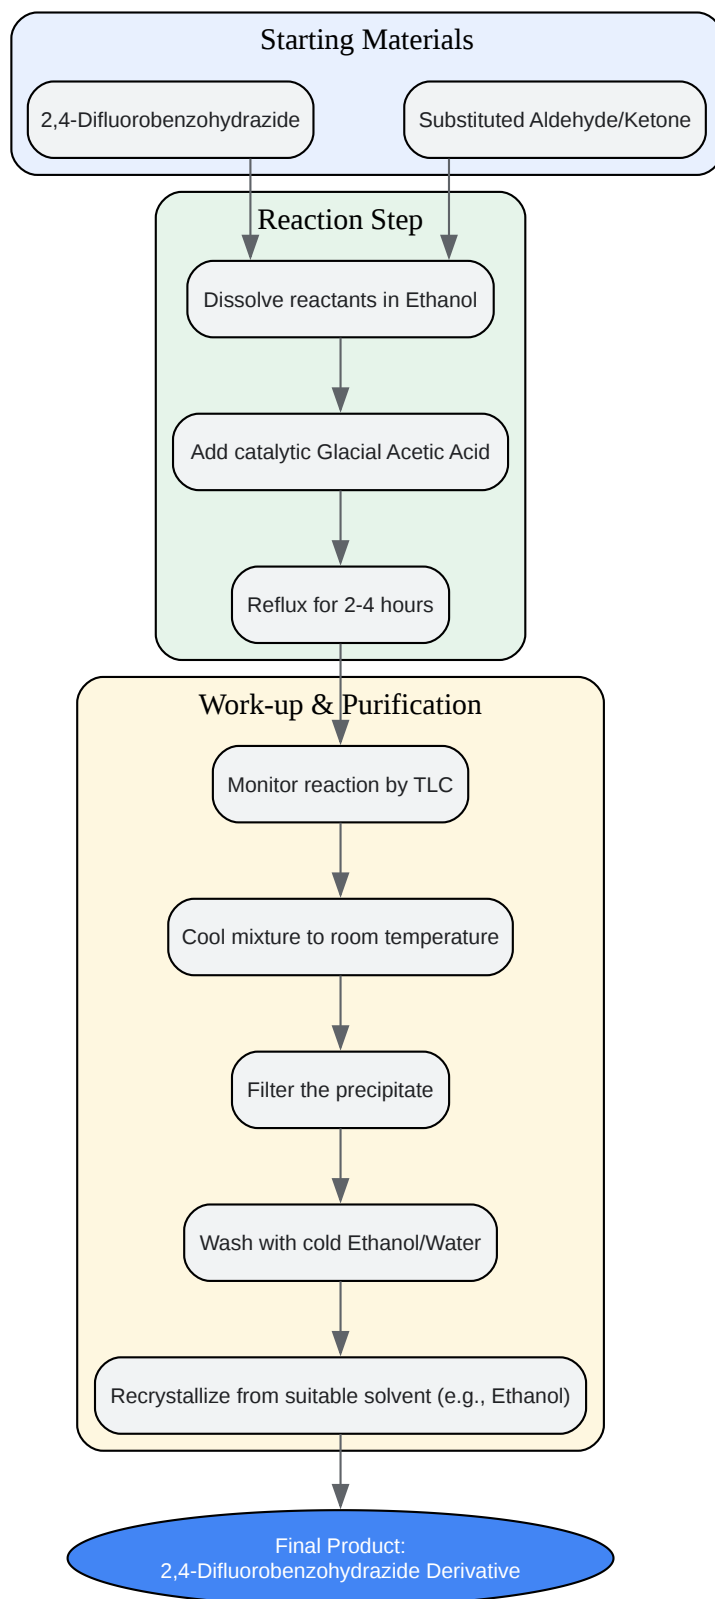 Starting Materials
2,4-Difluorobenzohydrazide
Substituted Aldehyde/Ketone
Reaction Step
Dissolve reactants in Ethanol
Add catalytic Glacial Acetic Acid
Reflux for 2-4 hours
Work-up & Purification
Monitor reaction by TLC
Cool mixture to room temperature
Filter the precipitate
Wash with cold Ethanol/Water
Recrystallize from suitable solvent (e.g., Ethanol)
Final Product:
2,4-Difluorobenzohydrazide Derivative